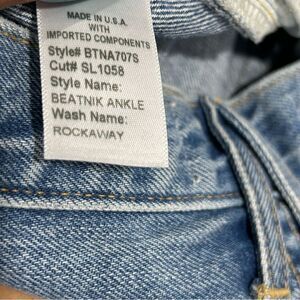 MADE IN U.S.A.
WITH
IMPORTED COMPONENTS
Style# BTNA707S
Cut# SL1058
Style Name:
BEATNIK ANKLE
Wash Name:
ROCKAWAY